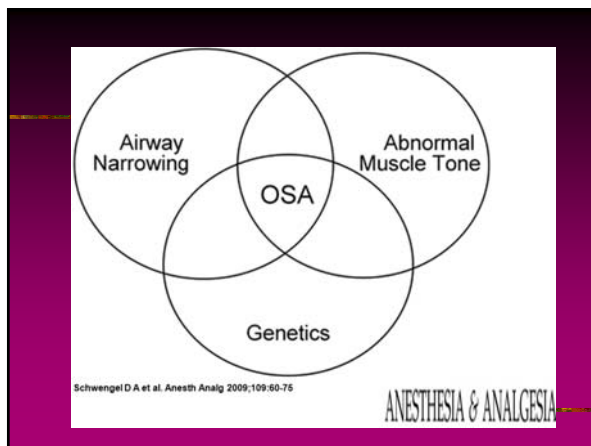 Airway
Narrowing
Abnormal
Muscle Tone
OSA
Genetics
Schwengel D A et al. Anesth Analg 2009;109:60-75
ANESTHESIA & ANALGESIA